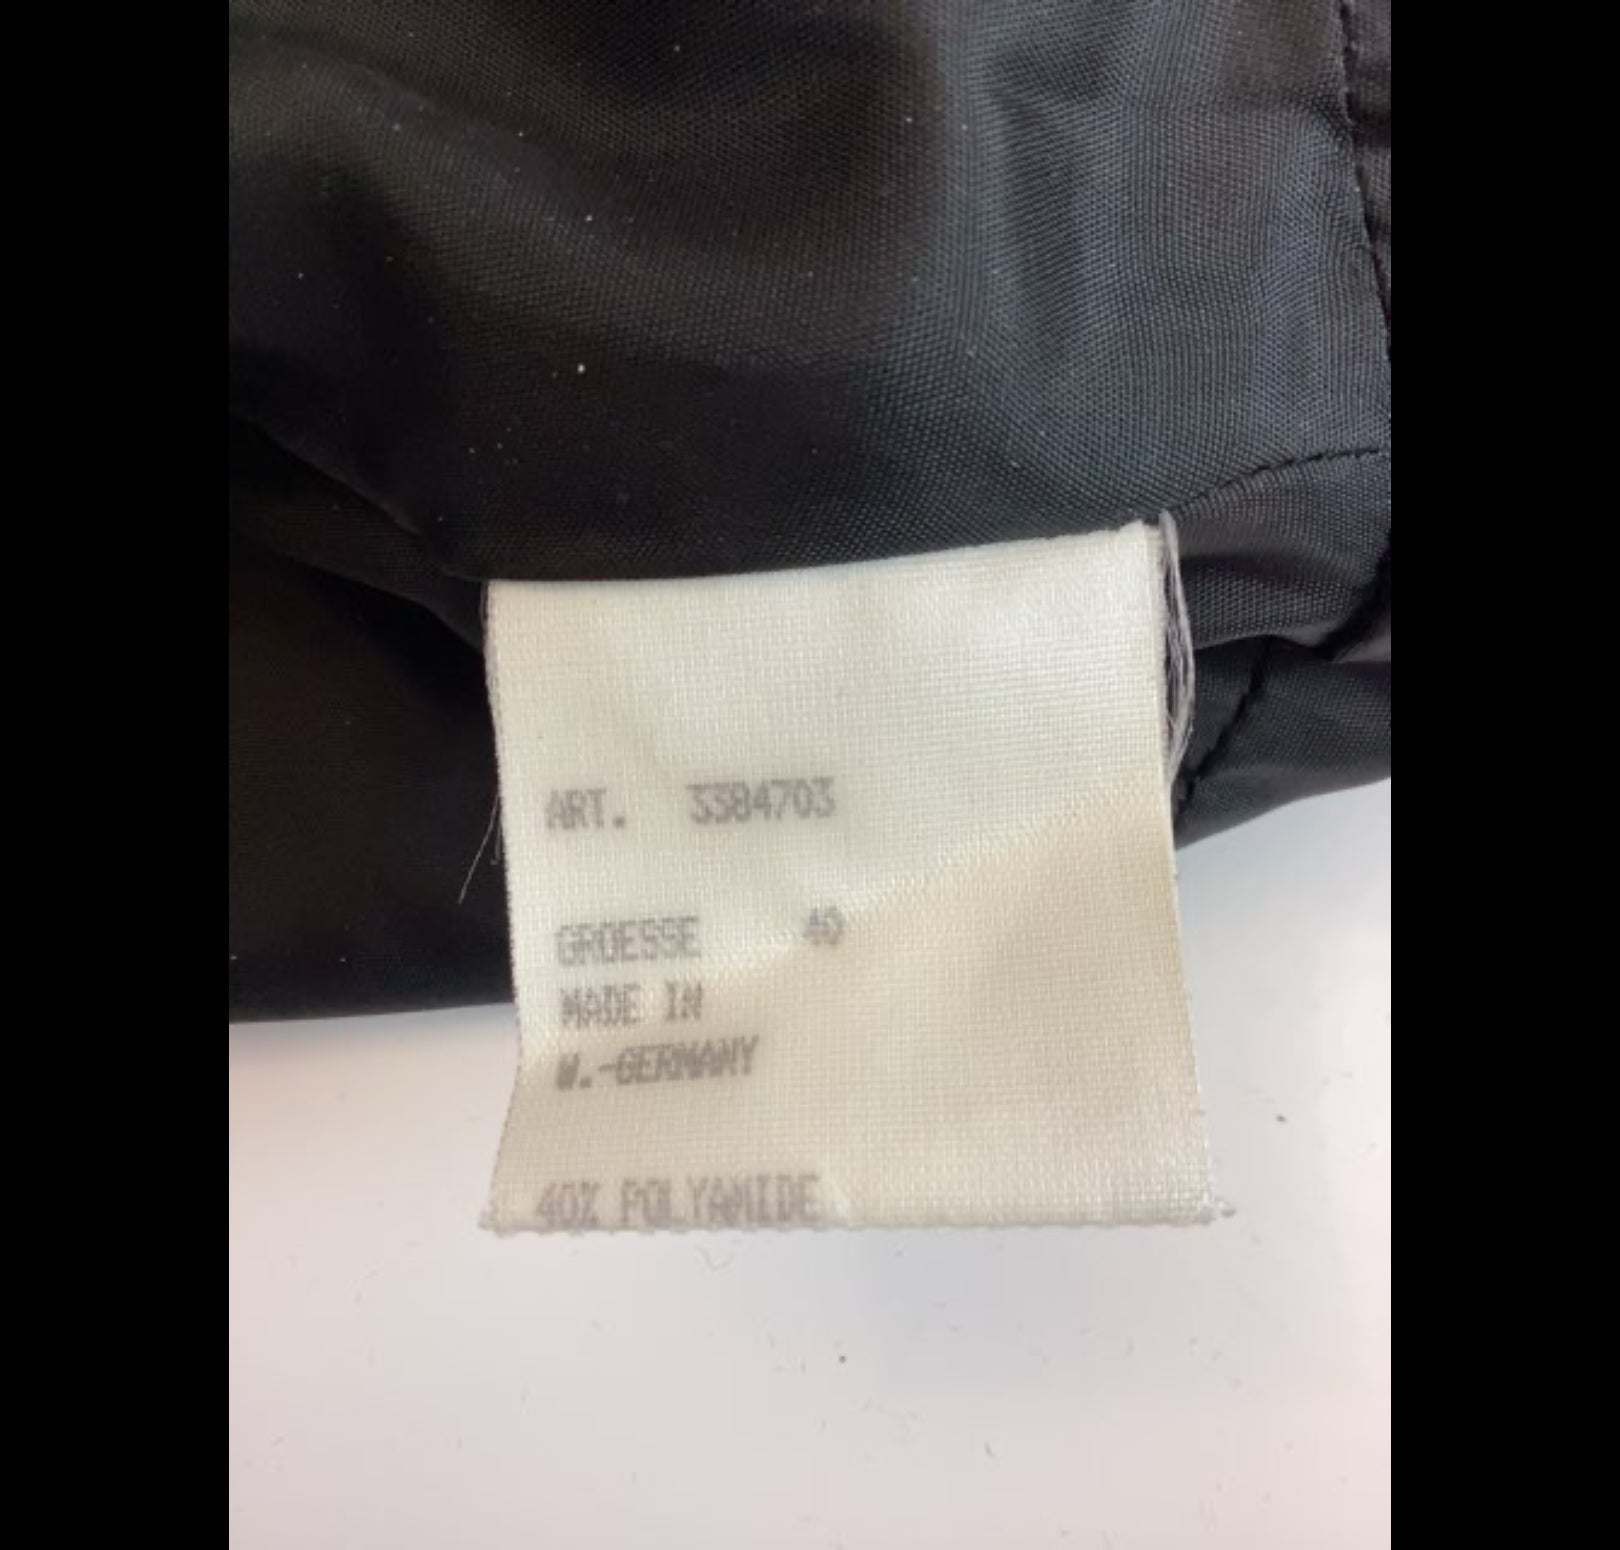 ART. 3384703
GROESSE 40
MADE IN
W.-GERMANY
40% POLYAMIDE